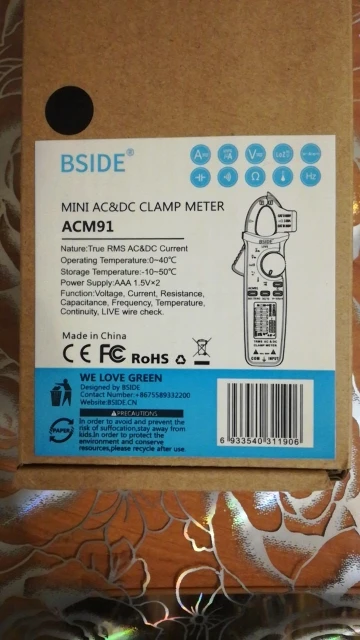 BSIDE®
MINI AC&DC CLAMP METER
ACM91
Nature:True RMS AC&DC Current
Operating Temperature:0~40℃
Storage Temperature:-10~50℃
Power Supply:AAA 1.5V×2
Function:Voltage, Current, Resistance,
Capacitance, Frequency, Temperature,
Continuity, LIVE wire check.
Made in China
CE FC RoHS
WE LOVE GREEN
Designed by BSIDE
Contact Number:+8675589332200
Website:BSIDE.CN
PRECAUTIONS
In order to avoid and prevent the
risk of suffocation,stay away from
kids.In order to protect the
environment and conserve
resources,please recycle after use
PAPER
6 933540 311906
Ω
Hz